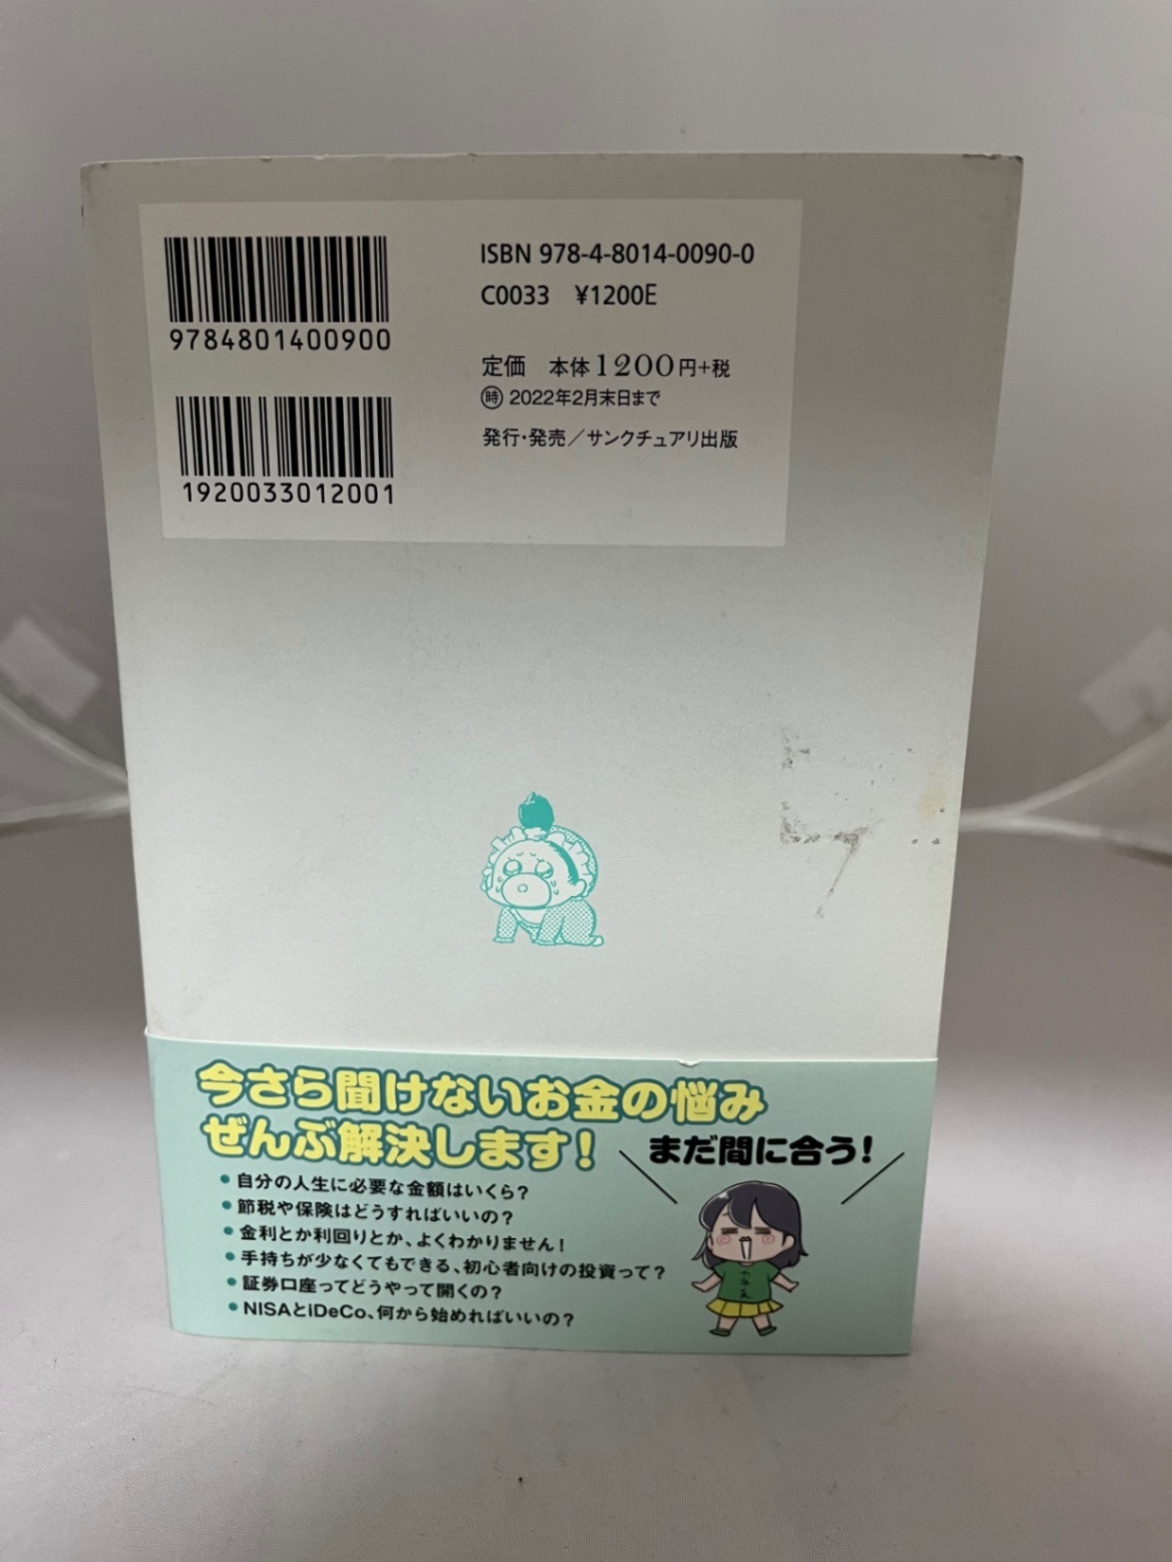 ISBN 978-4-8014-0090-0
C0033 ¥1200E
9784801400900
定価 本体1200円+税
時 2022年2月末日まで
発行・発売/サンクチュアリ出版
1920033012001
今さら聞けないお金の悩み
ぜんぶ解決します!
まだ間に合う!
• 自分の人生に必要な金額はいくら?
• 節税や保険はどうすればいいの?
• 金利とか利回りとか、よくわかりません!
• 手持ちが少なくてもできる、初心者向けの投資って?
• 証券口座ってどうやって開くの?
• NISAとiDeCo、何から始めればいいの?